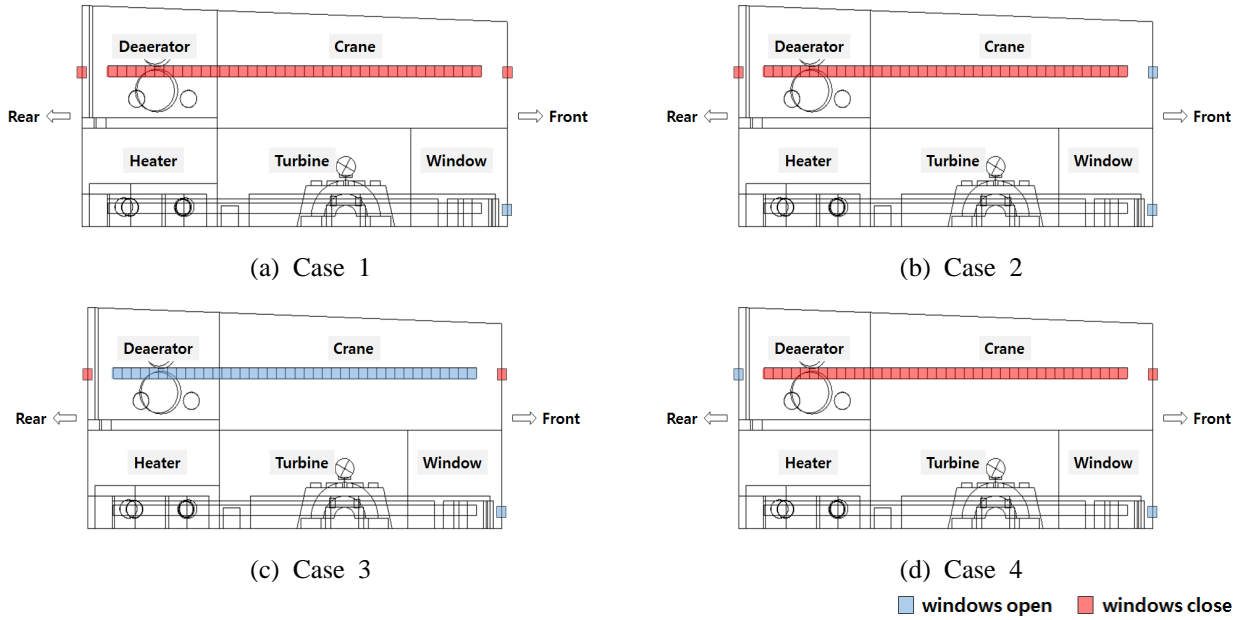 Deaerator Crane
Rear Front
Heater Turbine Window
(a) Case 1
Deaerator Crane
Rear Front
Heater Turbine Window
(b) Case 2
Deaerator Crane
Rear Front
Heater Turbine Window
(c) Case 3
Deaerator Crane
Rear Front
Heater Turbine Window
(d) Case 4
windows open windows close